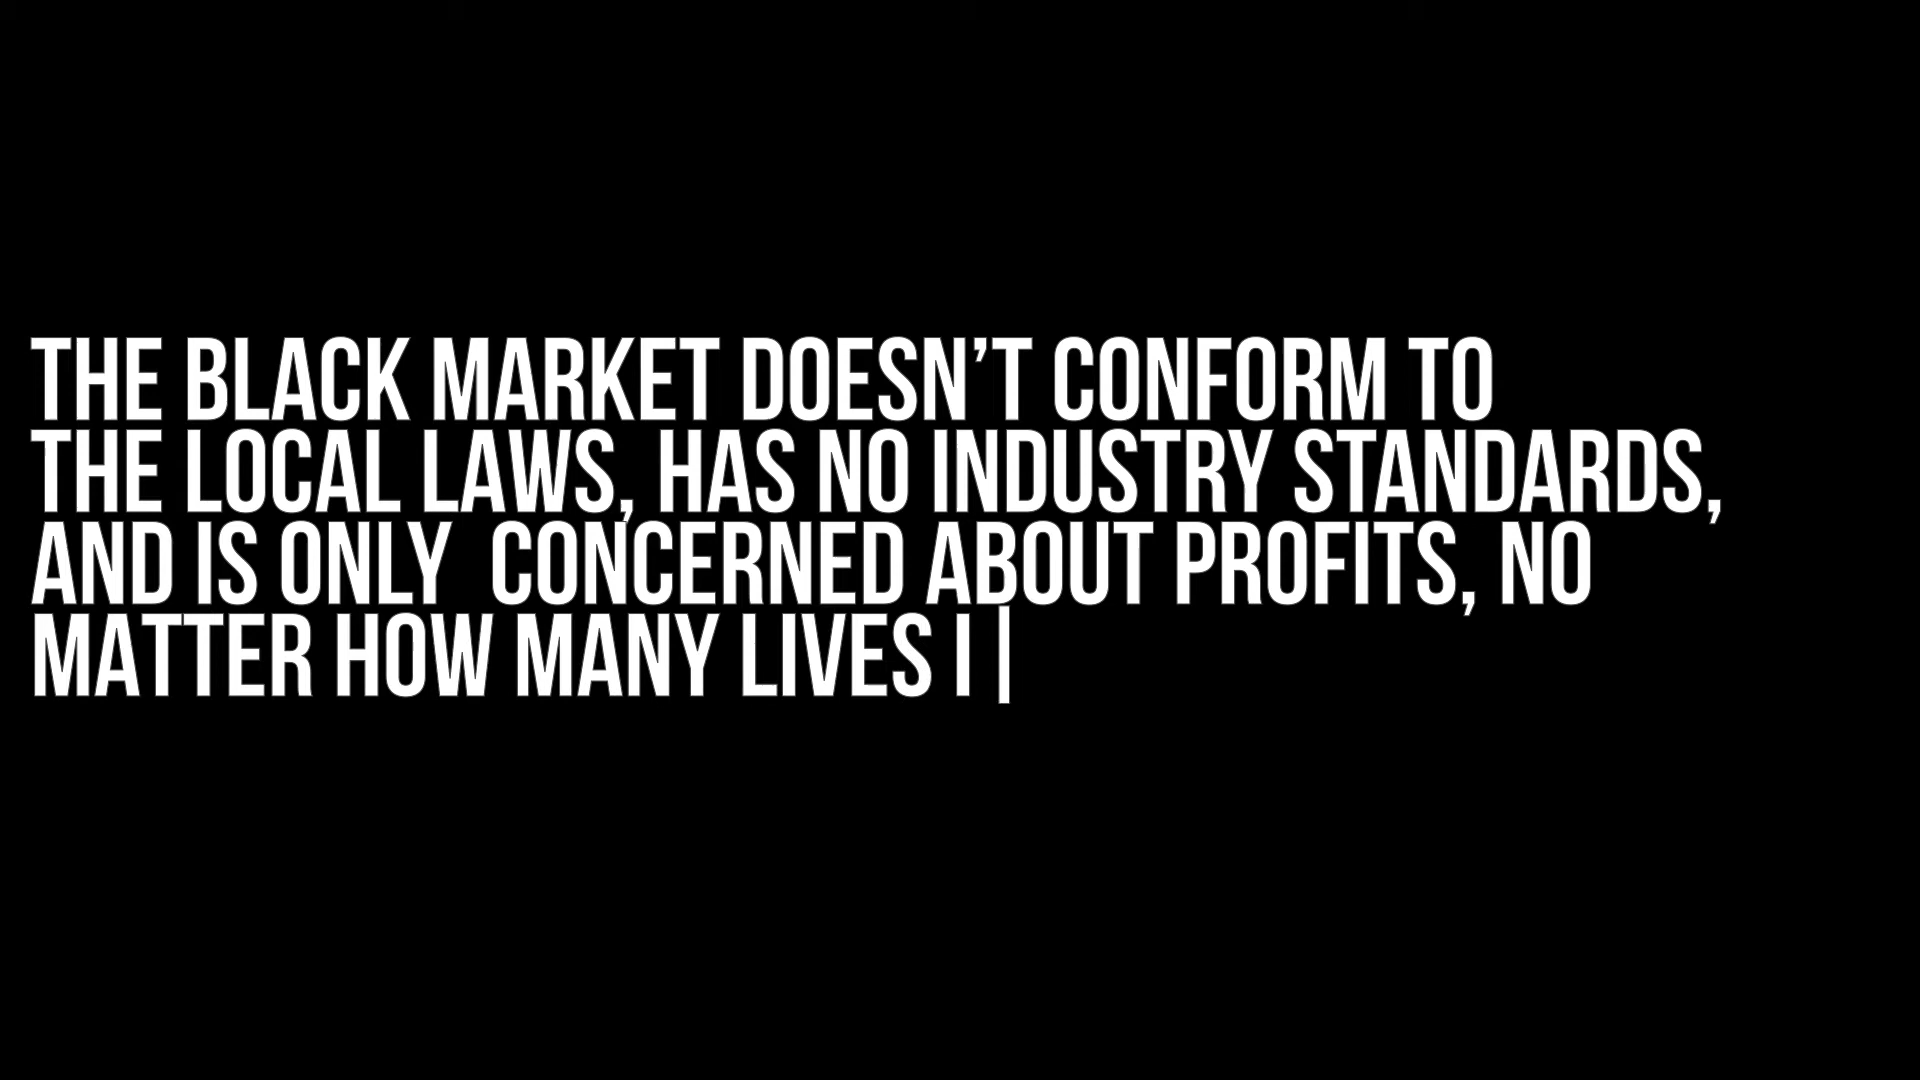 THE BLACK MARKET DOESN’T CONFORM TO
THE LOCAL LAWS, HAS NO INDUSTRY STANDARDS,
AND IS ONLY  CONCERNED ABOUT PROFITS, NO
MATTER HOW MANY LIVES I |